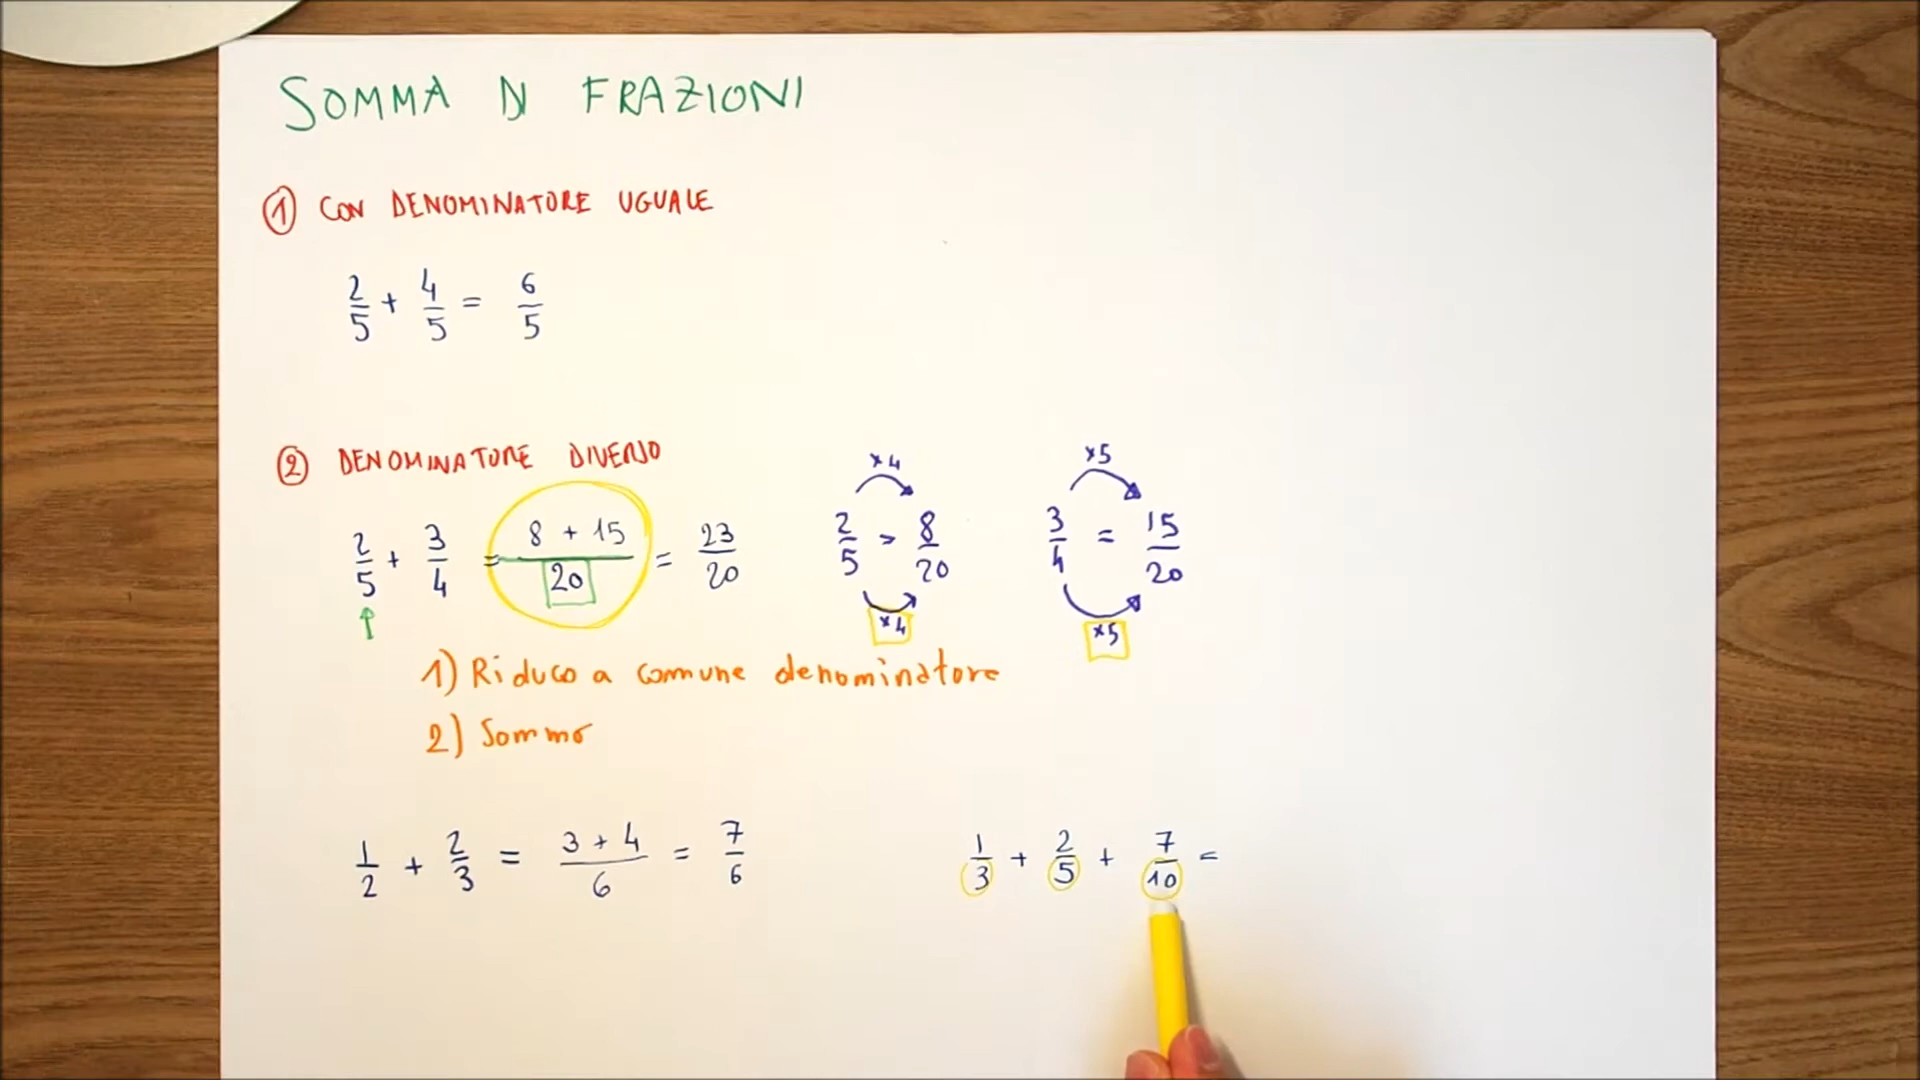 SOMMA DI FRAZIONI
① CON DENOMINATORE UGUALE
2/5 + 4/5 = 6/5
② DENOMINATORE DIVERSO
2/5 + 3/4 = (8 + 15)/20 = 23/20
×4
2/5 = 8/20
×4
×5
3/4 = 15/20
×5
1) Riduco a comune denominatore
2) Sommo
1/2 + 2/3 = (3 + 4)/6 = 7/6
1/3 + 2/5 + 7/10 =